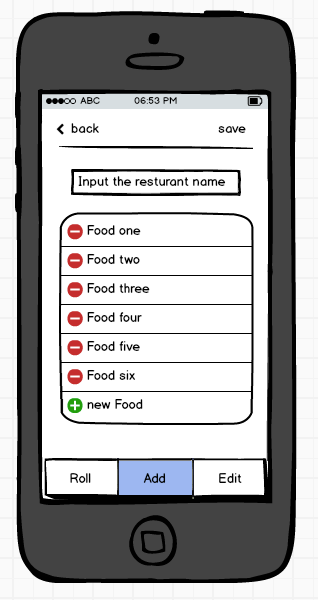 ABC 06:53 PM
back save
Input the resturant name
Food one
Food two
Food three
Food four
Food five
Food six
new Food
Roll Add Edit